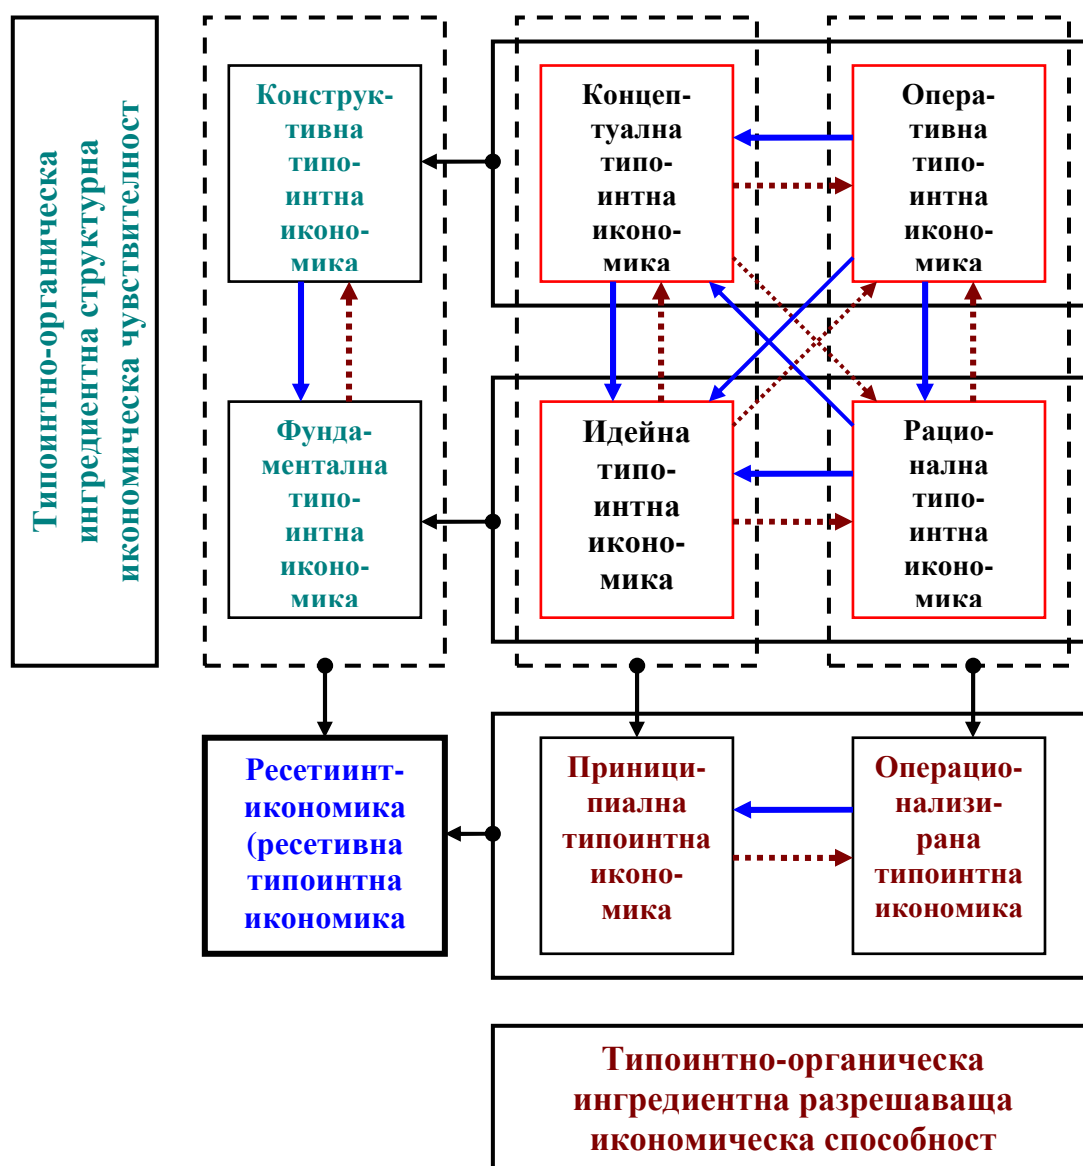 Типоинтно-органическа
ингредиентна структурна
икономическа чувствителност
Конструк-
тивна
типо-
интна
иконо-
мика
Концеп-
туална
типо-
интна
иконо-
мика
Опера-
тивна
типо-
интна
иконо-
мика
Фунда-
ментална
типо-
интна
иконо-
мика
Идейна
типо-
интна
иконо-
мика
Рацио-
нална
типо-
интна
иконо-
мика
Ресетиинт-
икономика
(ресетивна
типоинтна
икономика
Приници-
пиална
типоинтна
иконо-
мика
Операцио-
нализи-
рана
типоинтна
икономика
Типоинтно-органическа
ингредиентна разрешаваща
икономическа способност